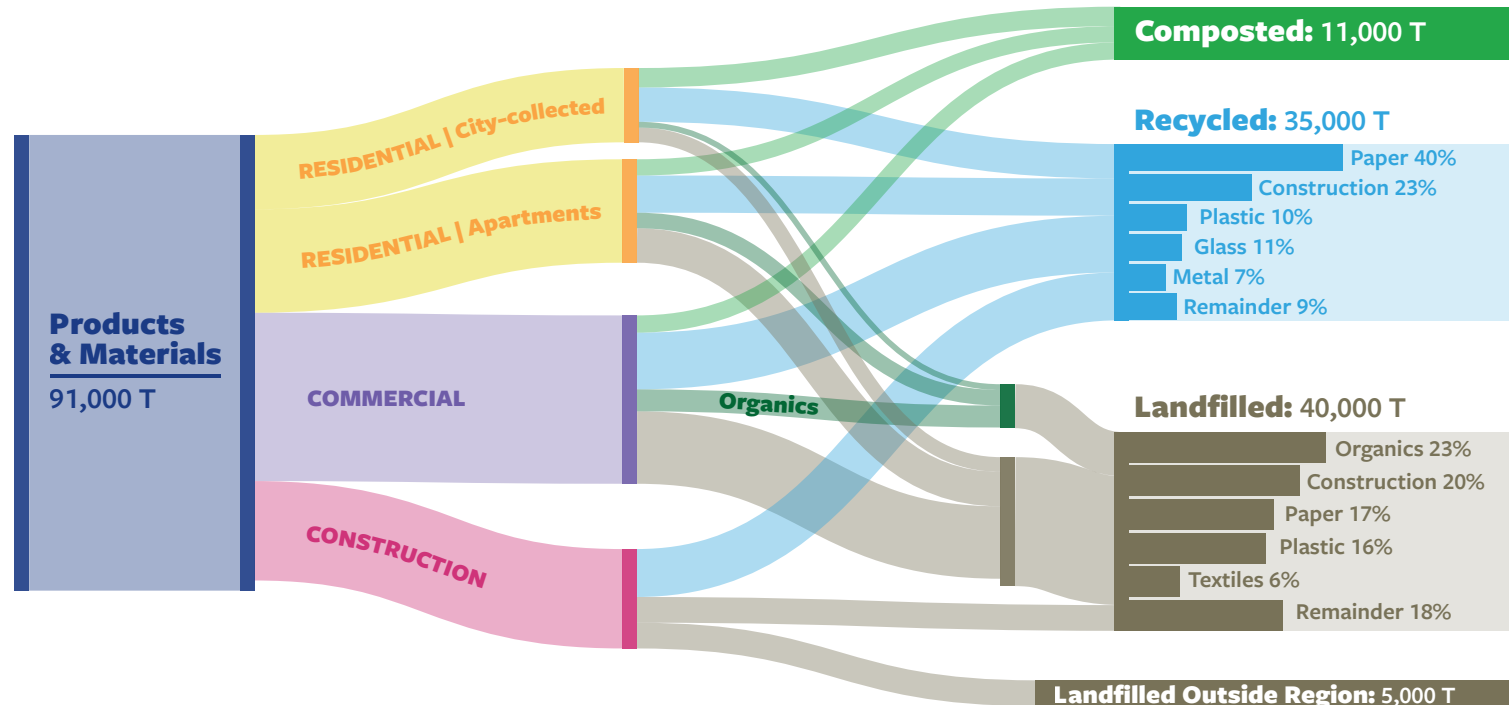 Products
& Materials
91,000 T
RESIDENTIAL | City-collected
RESIDENTIAL | Apartments
COMMERCIAL
CONSTRUCTION
Organics
Composted: 11,000 T
Recycled: 35,000 T
Paper 40%
Construction 23%
Plastic 10%
Glass 11%
Metal 7%
Remainder 9%
Landfilled: 40,000 T
Organics 23%
Construction 20%
Paper 17%
Plastic 16%
Textiles 6%
Remainder 18%
Landfilled Outside Region: 5,000 T